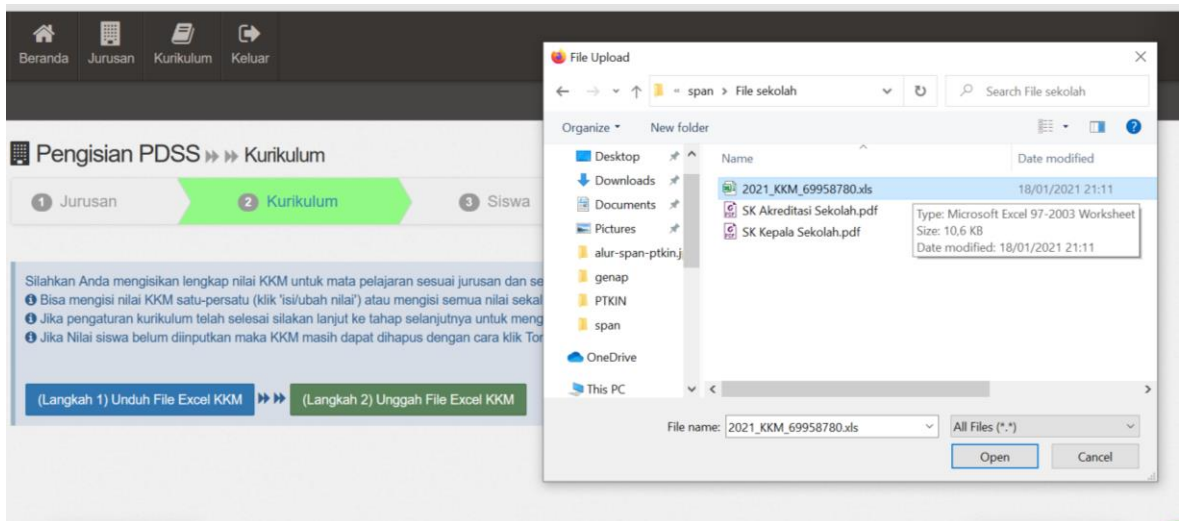 Beranda
Jurusan
Kurikulum
Keluar
Pengisian PDSS
Kurikulum
1 Jurusan
2 Kurikulum
3 Siswa
Silahkan Anda mengisikan lengkap nilai KKM untuk mata pelajaran sesuai jurusan dan se
Bisa mengisi nilai KKM satu-persatu (klik 'isi/ubah nilai') atau mengisi semua nilai sekal
Jika pengaturan kurikulum telah selesai silakan lanjut ke tahap selanjutnya untuk meng
Jika Nilai siswa belum diinputkan maka KKM masih dapat dihapus dengan cara klik Tor
(Langkah 1) Unduh File Excel KKM
(Langkah 2) Unggah File Excel KKM
File Upload
« span > File sekolah
Search File sekolah
Organize
New folder
Desktop
Downloads
Documents
Pictures
alur-span-ptkin.j
genap
PTKIN
span
OneDrive
This PC
Name
Date modified
2021_KKM_69958780.xls
18/01/2021 21:11
SK Akreditasi Sekolah.pdf
SK Kepala Sekolah.pdf
Type: Microsoft Excel 97-2003 Worksheet
Size: 10,6 KB
Date modified: 18/01/2021 21:11
File name: 2021_KKM_69958780.xls
All Files (*.*)
Open
Cancel